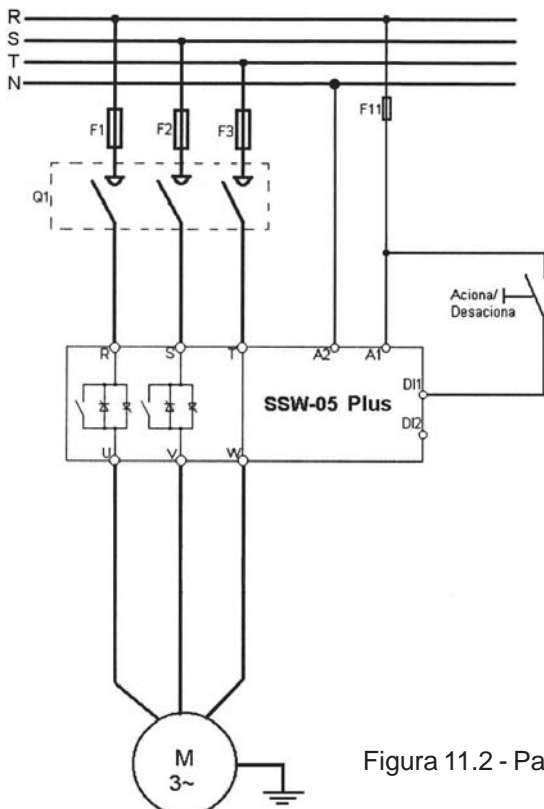 R
S
T
N
F1
F2
F3
F11
Q1
Aciona/
Desaciona
R
S
T
A2
A1
SSW-05 Plus
DI1
DI2
U
V
W
M
3~
Figura 11.2 - Pa